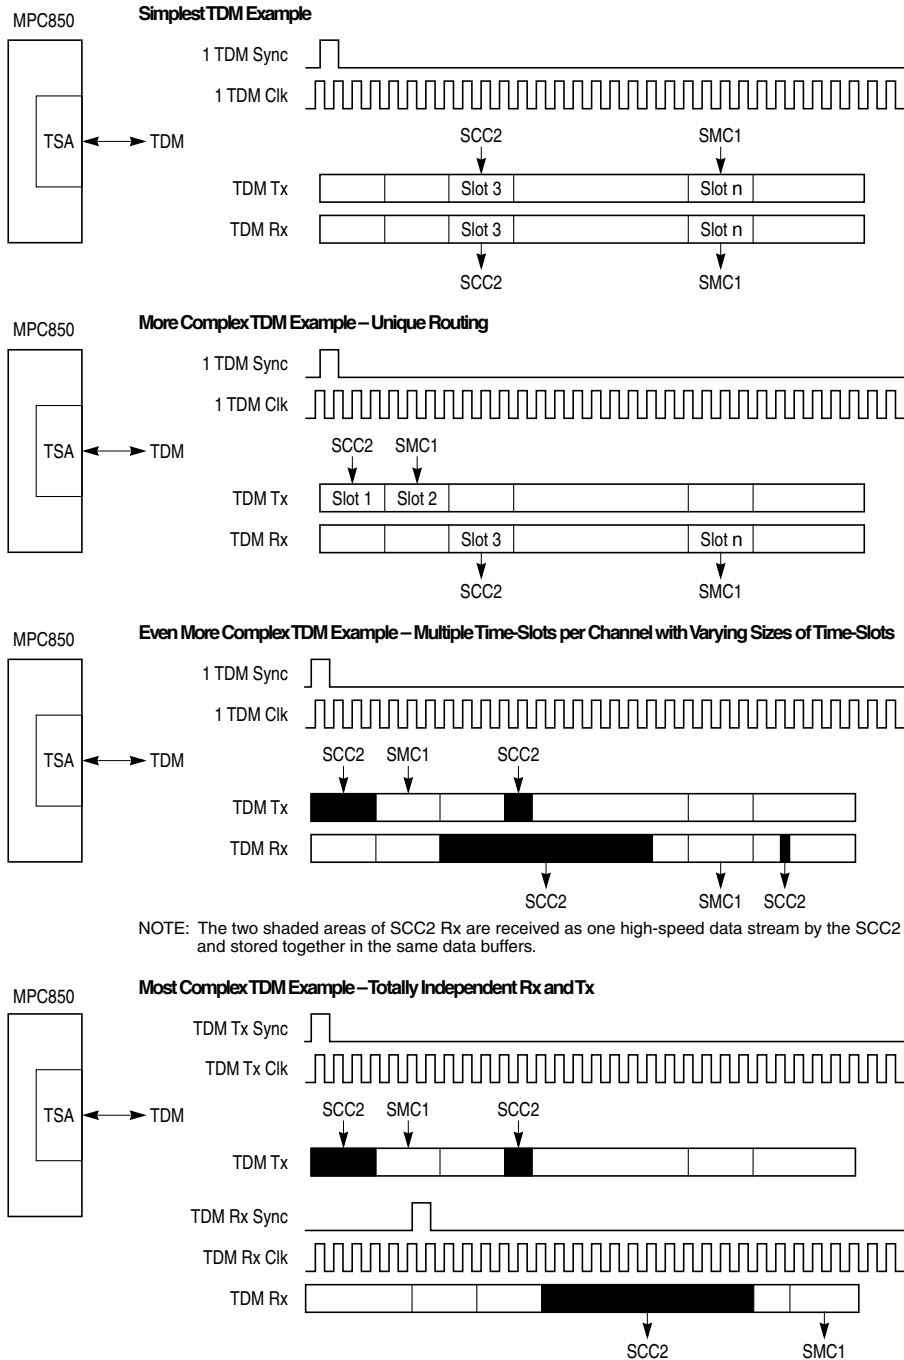 MPC850
Simplest TDM Example
1 TDM Sync
1 TDM Clk
TSA
TDM
SCC2 SMC1
TDM Tx Slot 3 Slot n
TDM Rx Slot 3 Slot n
SCC2 SMC1
MPC850
More Complex TDM Example – Unique Routing
1 TDM Sync
1 TDM Clk
TSA
TDM
SCC2 SMC1
TDM Tx Slot 1 Slot 2
TDM Rx Slot 3 Slot n
SCC2 SMC1
MPC850
Even More Complex TDM Example – Multiple Time-Slots per Channel with Varying Sizes of Time-Slots
1 TDM Sync
1 TDM Clk
TSA
TDM
SCC2 SMC1 SCC2
TDM Tx
TDM Rx
SCC2 SMC1 SCC2
NOTE: The two shaded areas of SCC2 Rx are received as one high-speed data stream by the SCC2
and stored together in the same data buffers.
MPC850
Most Complex TDM Example – Totally Independent Rx and Tx
TDM Tx Sync
TDM Tx Clk
TSA
TDM
SCC2 SMC1 SCC2
TDM Tx
TDM Rx Sync
TDM Rx Clk
TDM Rx
SCC2 SMC1